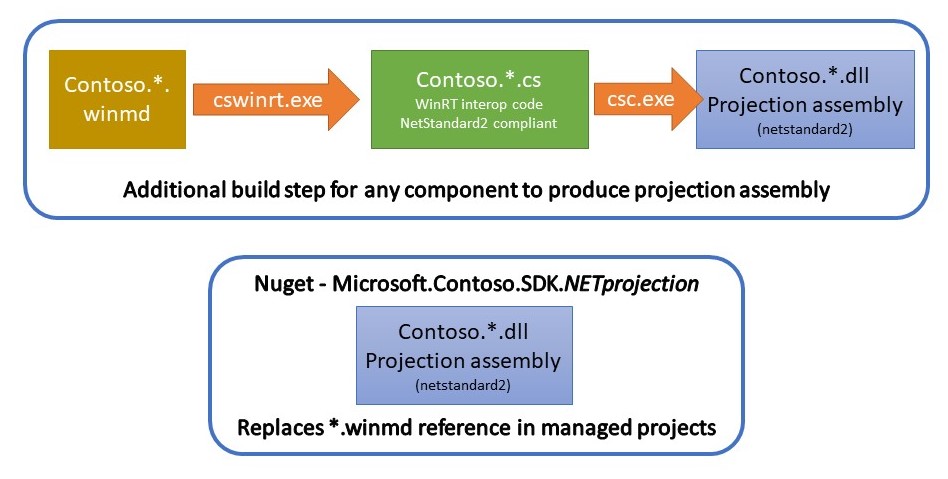 Contoso.*.
winmd
cswinrt.exe
Contoso.*.cs
WinRT interop code
NetStandard2 compliant
csc.exe
Contoso.*.dll
Projection assembly
(netstandard2)
Additional build step for any component to produce projection assembly
Nuget - Microsoft.Contoso.SDK.NETprojection
Contoso.*.dll
Projection assembly
(netstandard2)
Replaces *.winmd reference in managed projects